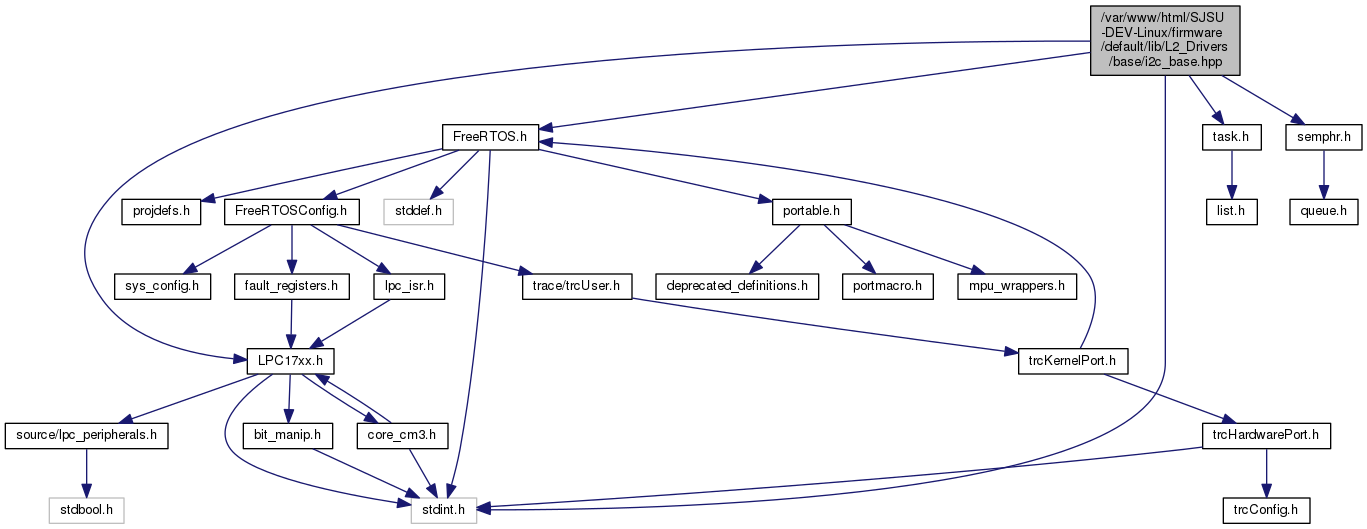 /var/www/html/SJSU
-DEV-Linux/firmware
/default/lib/L2_Drivers
/base/i2c_base.hpp
FreeRTOS.h
task.h
semphr.h
projdefs.h
FreeRTOSConfig.h
stddef.h
portable.h
list.h
queue.h
sys_config.h
fault_registers.h
lpc_isr.h
trace/trcUser.h
deprecated_definitions.h
portmacro.h
mpu_wrappers.h
LPC17xx.h
trcKernelPort.h
source/lpc_peripherals.h
bit_manip.h
core_cm3.h
trcHardwarePort.h
stdbool.h
stdint.h
trcConfig.h